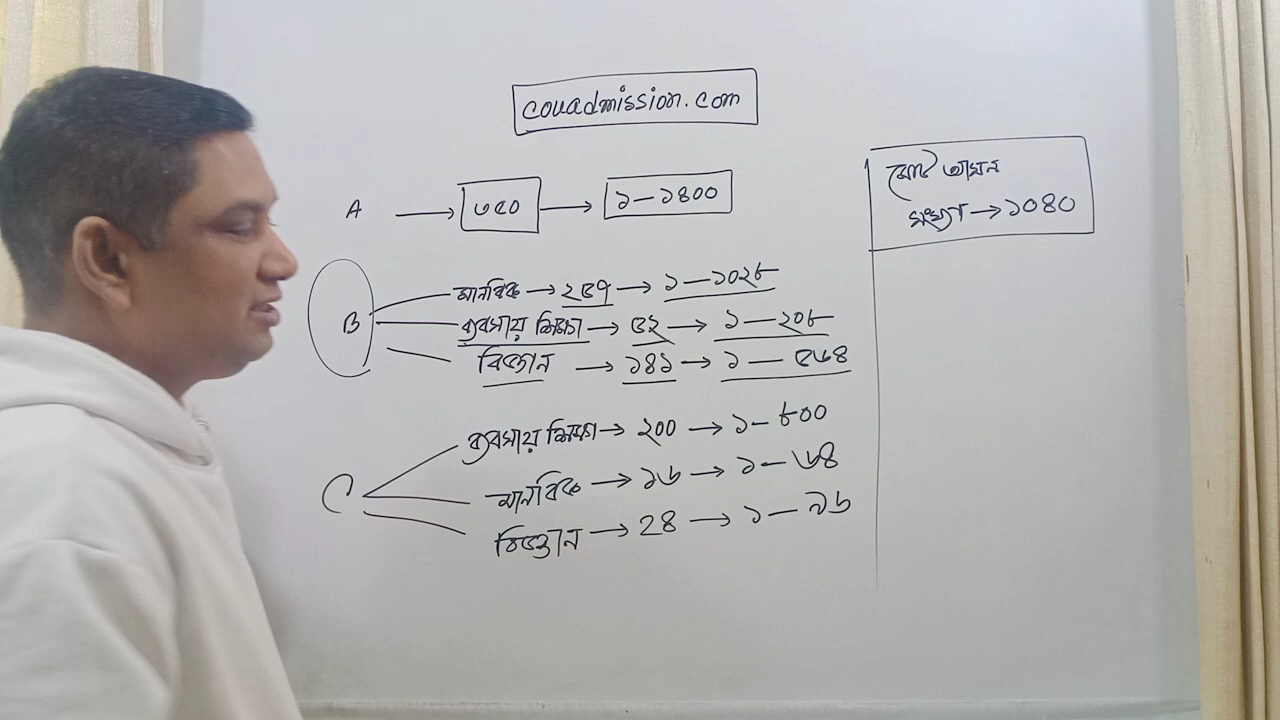 couadmission.com
A → ৩৫০ → ১-১৪০০
মোট আসন
সংখ্যা → ১০৪০
B
মানবিক → ২৫৭ → ১-১০২৮
ব্যবসায় শিক্ষা → ৫২ → ১-২০৮
বিজ্ঞান → ১৪১ → ১-৫৬৪
C
ব্যবসায় শিক্ষা → ২০০ → ১-৮০০
মানবিক → ১৬ → ১-৬৪
বিজ্ঞান → 2৪ → ১-৯৬